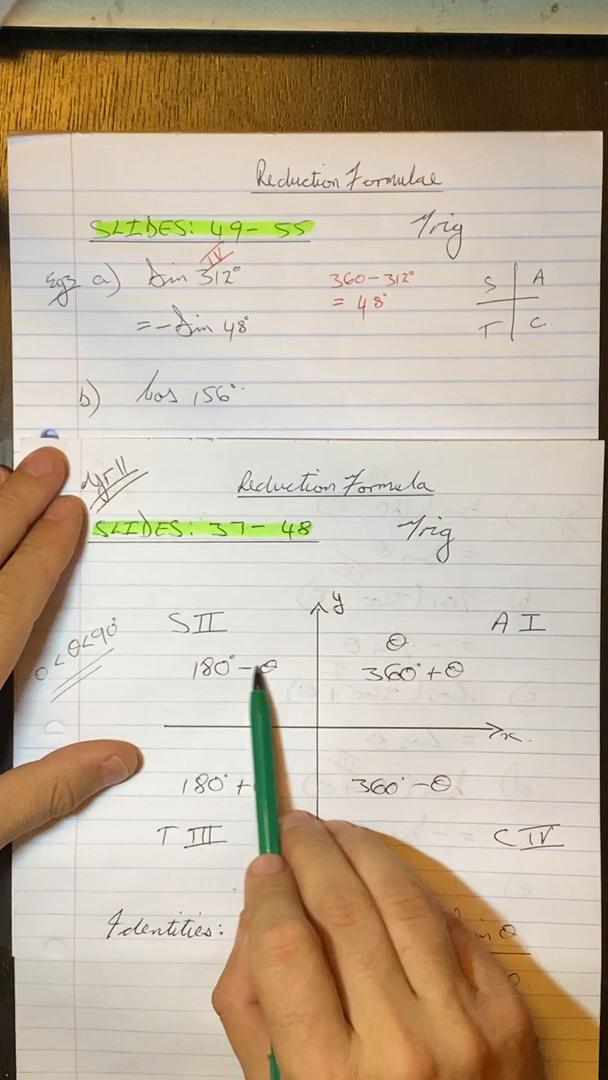 Reduction Formulae
SLIDES: 49 - 55
Trig
Eg2 a) Sin 312° IV
360 - 312°
= 48°
S A
T C
= - Sin 48°
b) Cos 156°
Gr 11
Reduction Formula
SLIDES: 37 - 48
Trig
0 < θ < 90°
y
S II
A I
θ
180° - θ
360° + θ
x
180° +
360° - θ
T III
C IV
Identities: